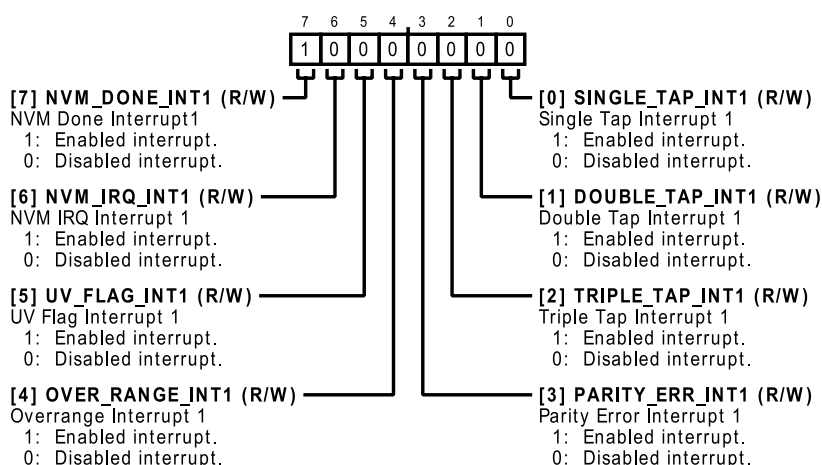 7 6 5 4 3 2 1 0
1 0 0 0 0 0 0 0
[7] NVM_DONE_INT1 (R/W)
NVM Done Interrupt1
1: Enabled interrupt.
0: Disabled interrupt.
[6] NVM_IRQ_INT1 (R/W)
NVM IRQ Interrupt 1
1: Enabled interrupt.
0: Disabled interrupt.
[5] UV_FLAG_INT1 (R/W)
UV Flag Interrupt 1
1: Enabled interrupt.
0: Disabled interrupt.
[4] OVER_RANGE_INT1 (R/W)
Overrange Interrupt 1
1: Enabled interrupt.
0: Disabled interrupt.
[0] SINGLE_TAP_INT1 (R/W)
Single Tap Interrupt 1
1: Enabled interrupt.
0: Disabled interrupt.
[1] DOUBLE_TAP_INT1 (R/W)
Double Tap Interrupt 1
1: Enabled interrupt.
0: Disabled interrupt.
[2] TRIPLE_TAP_INT1 (R/W)
Triple Tap Interrupt 1
1: Enabled interrupt.
0: Disabled interrupt.
[3] PARITY_ERR_INT1 (R/W)
Parity Error Interrupt 1
1: Enabled interrupt.
0: Disabled interrupt.